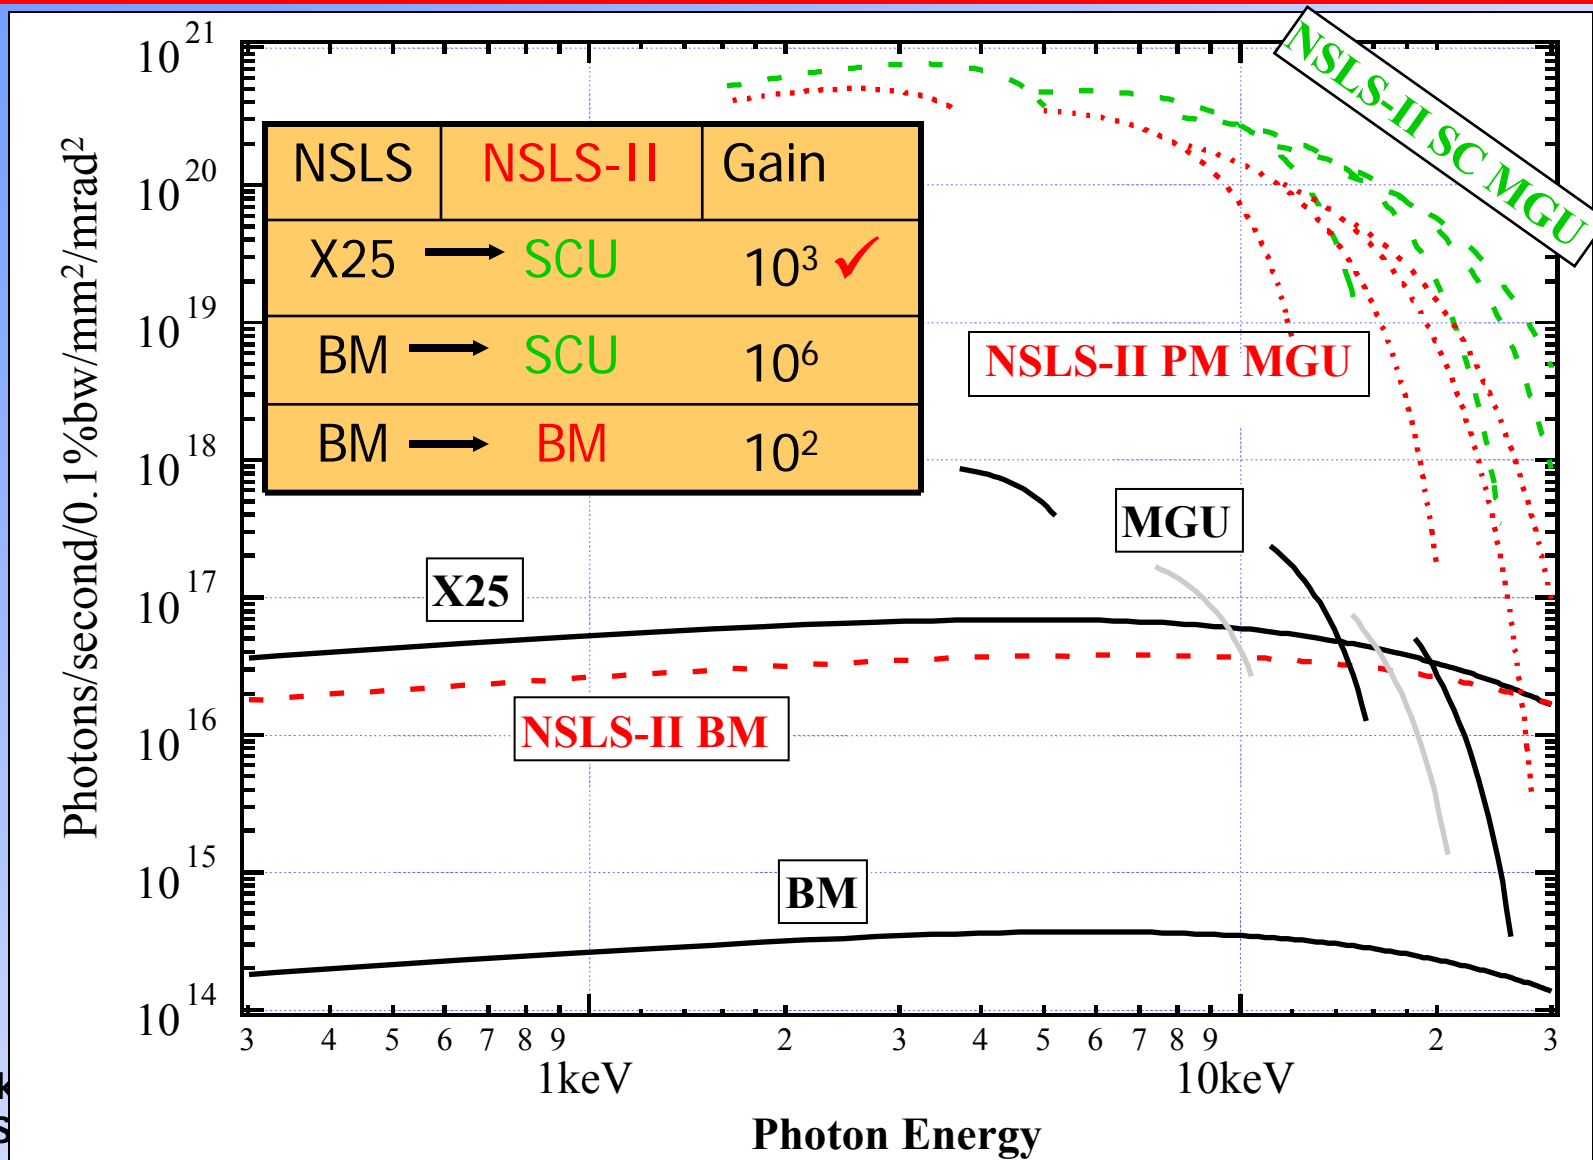 10²¹
10²⁰
10¹⁹
10¹⁸
10¹⁷
10¹⁶
10¹⁵
10¹⁴
Photons/second/0.1%bw/mm²/mrad²
NSLS NSLS-II Gain
X25 → SCU 10³ ✓
BM → SCU 10⁶
BM → BM 10²
NSLS-II SC MGU
NSLS-II PM MGU
MGU
X25
NSLS-II BM
BM
3 4 5 6 7 8 9 2 3 4 5 6 7 8 9 2 3
1keV 10keV
Photon Energy